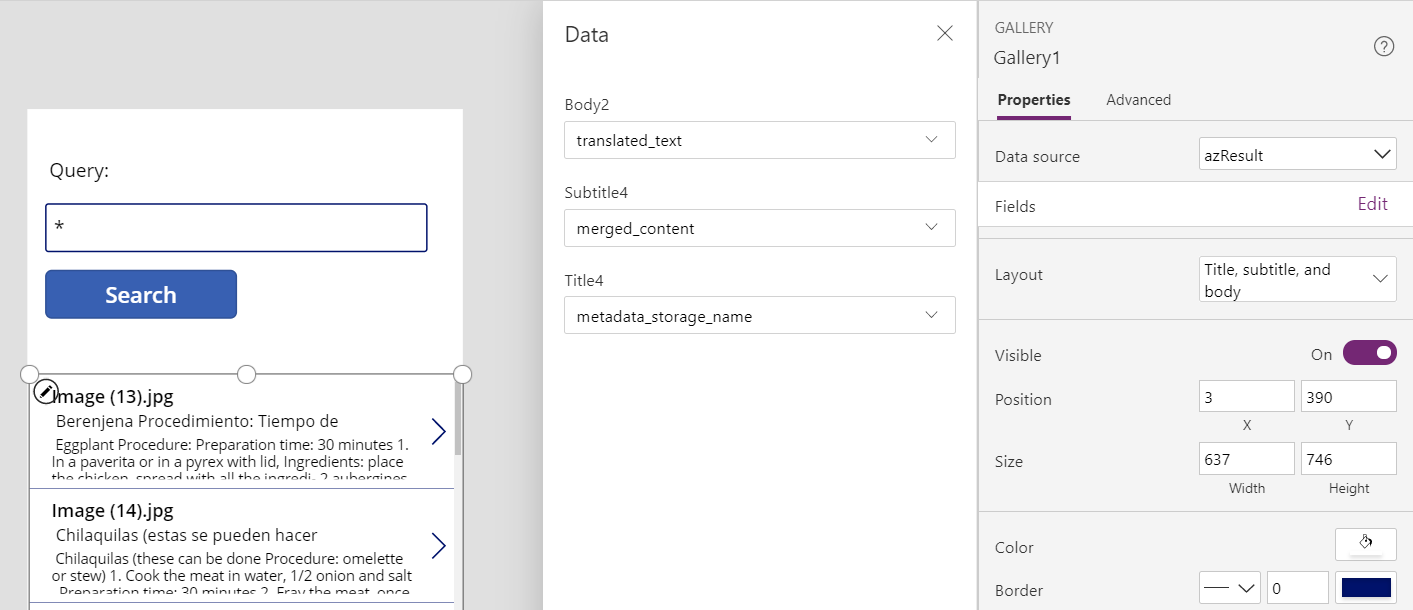 Query:
*
Search
Image (13).jpg
Berenjena Procedimiento: Tiempo de
Eggplant Procedure: Preparation time: 30 minutes 1.
In a paverita or in a pyrex with lid, Ingredients: place
the chicken, spread with all the ingredi- 2 aubergines
Image (14).jpg
Chilaquilas (estas se pueden hacer
Chilaquilas (these can be done Procedure: omelette
or stew) 1. Cook the meat in water, 1/2 onion and salt
Preparation time: 30 minutes 2. Fray the meat, once
Data
Body2
translated_text
Subtitle4
merged_content
Title4
metadata_storage_name
GALLERY
Gallery1
?
Properties Advanced
Data source azResult
Fields Edit
Layout Title, subtitle, and
body
Visible On
Position 3 390
X Y
Size 637 746
Width Height
Color
Border 0